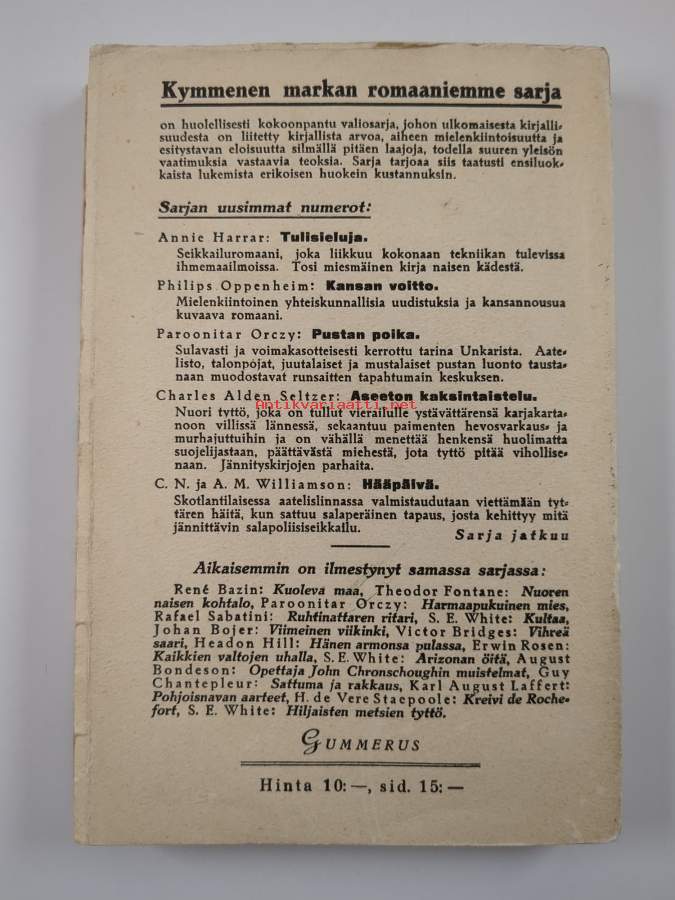 Kymmenen markan romaaniemme sarja
on huolellisesti kokoonpantu valiosarja, johon ulkomaisesta kirjalli-
suudesta on liitetty kirjallista arvoa, aiheen mielenkiintoisuutta ja
esitystavan eloisuutta silmällä pitäen laajoja, todella suuren yleisön
vaatimuksia vastaavia teoksia. Sarja tarjoaa siis taatusti ensiluok-
kaista lukemista erikoisen huokein kustannuksin.
Sarjan uusimmat numerot:
Annie Harrar: Tulisieluja.
Seikkailuromaani, joka liikkuu kokonaan tekniikan tulevissa
ihmemaailmoissa. Tosi miesmäinen kirja naisen kädestä.
Philips Oppenheim: Kansan voitto.
Mielenkiintoinen yhteiskunnallisia uudistuksia ja kansannousua
kuvaava romaani.
Paroonitar Orczy: Pustan poika.
Sulavasti ja voimakasotteisesti kerrottu tarina Unkarista. Aate-
listo, talonpojat, juutalaiset ja mustalaiset pustan luonto tausta-
naan muodostavat runsaitten tapahtumain keskuksen.
Charles Alden Seltzer: Aseeton kaksintaistelu.
Antikvariaatti.net
Nuori tyttö, joka on tullut vierailulle ystävättärensä karjakarta-
noon villissä lännessä, sekaantuu paimenten hevosvarkaus- ja
murhajuttuihin ja on vähällä menettää henkensä huolimatta
suojelijastaan, päättävästä miehestä, jota tyttö pitää vihollise-
naan. Jännityskirjojen parhaita.
C. N. ja A. M. Williamson: Hääpäivä.
Skotlantilaisessa aatelislinnassa valmistaudutaan viettämään tyt-
tären häitä, kun sattuu salaperäinen tapaus, josta kehittyy mitä
jännittävin salapoliisiseikkailu.
Sarja jatkuu
Aikaisemmin on ilmestynyt samassa sarjassa:
René Bazin: Kuoleva maa, Theodor Fontane: Nuoren
naisen kohtalo, Paroonitar Orczy: Harmaapukuinen mies,
Rafael Sabatini: Ruhtinattaren ritari, S. E. White: Kultaa,
Johan Bojer: Viimeinen viikinki, Victor Bridges: Vihreä
saari, Headon Hill: Hänen armonsa pulassa, Erwin Rosen:
Kaikkien valtojen uhalla, S. E. White: Arizonan öitä, August
Bondeson: Opettaja John Chronschoughin muistelmat, Guy
Chantepleur: Sattuma ja rakkaus, Karl August Laffert:
Pohjoisnavan aarteet, H. de Vere Stacpoole: Kreivi de Roche-
fort, S. E. White: Hiljaisten metsien tyttö.
GUMMERUS
Hinta 10:—, sid. 15:—